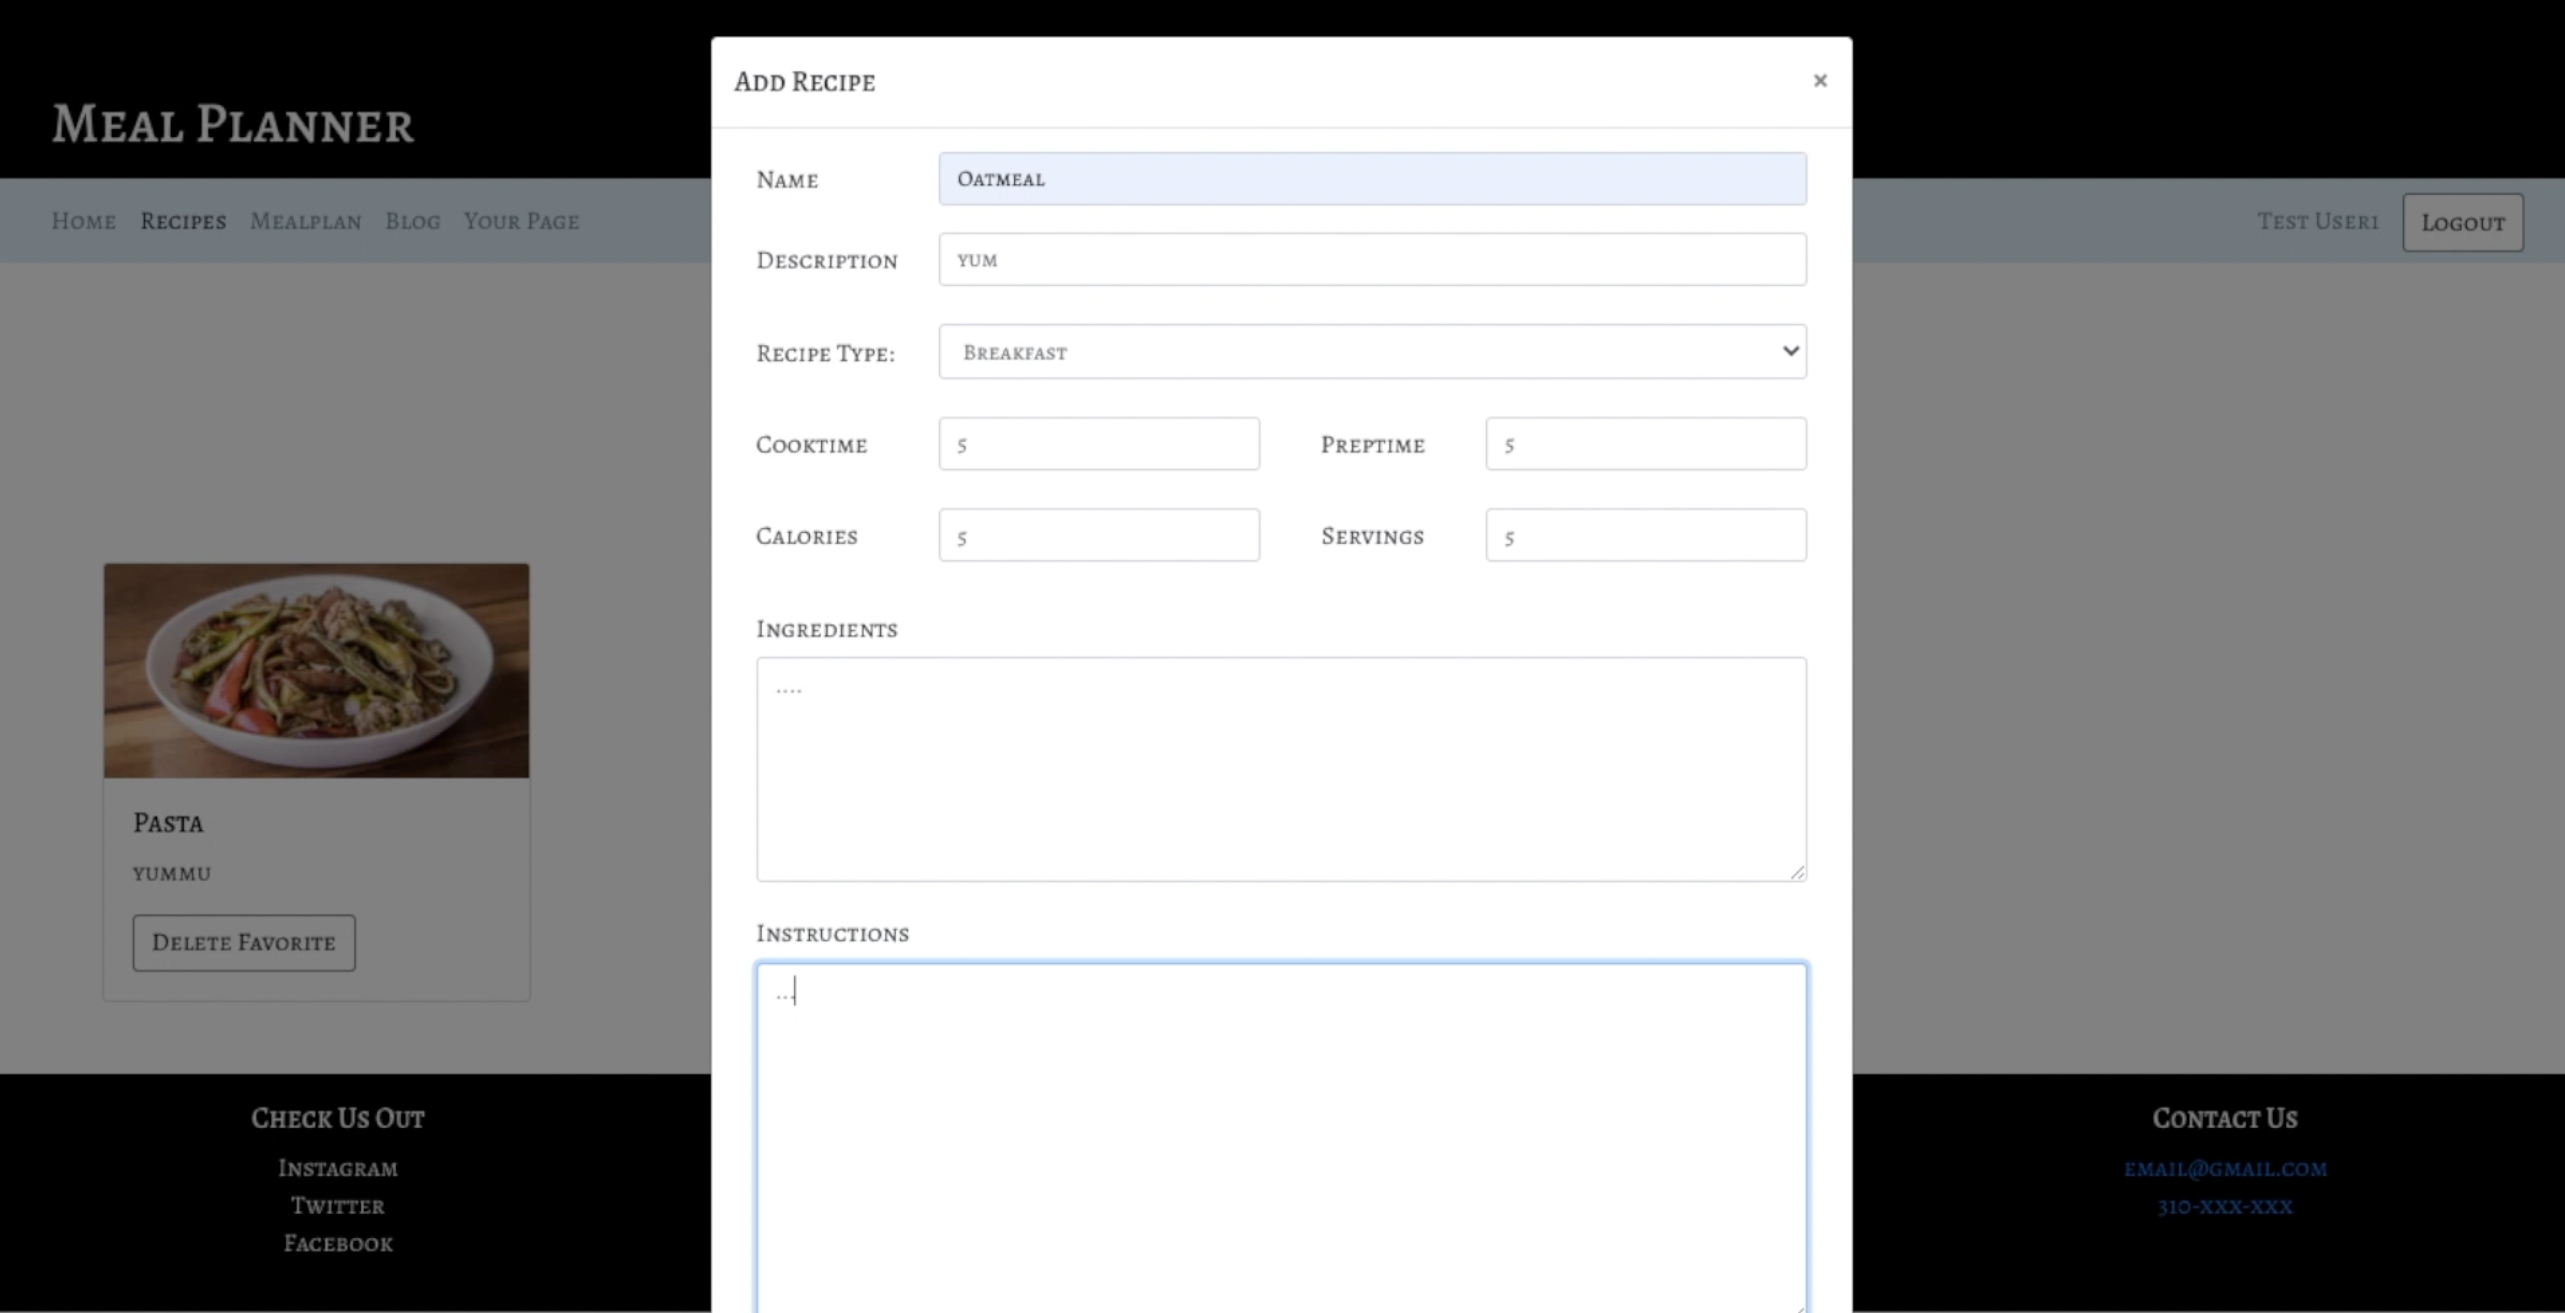 Meal Planner
Home Recipes Mealplan Blog Your Page
Test User1 Logout
Add Recipe ×
Name Oatmeal
Description yum
Recipe Type: Breakfast
Cooktime 5 Preptime 5
Calories 5 Servings 5
Ingredients
....
Instructions
...
Pasta
yummu
Delete Favorite
Check Us Out
Instagram
Twitter
Facebook
Contact Us
email@gmail.com
310-xxx-xxx